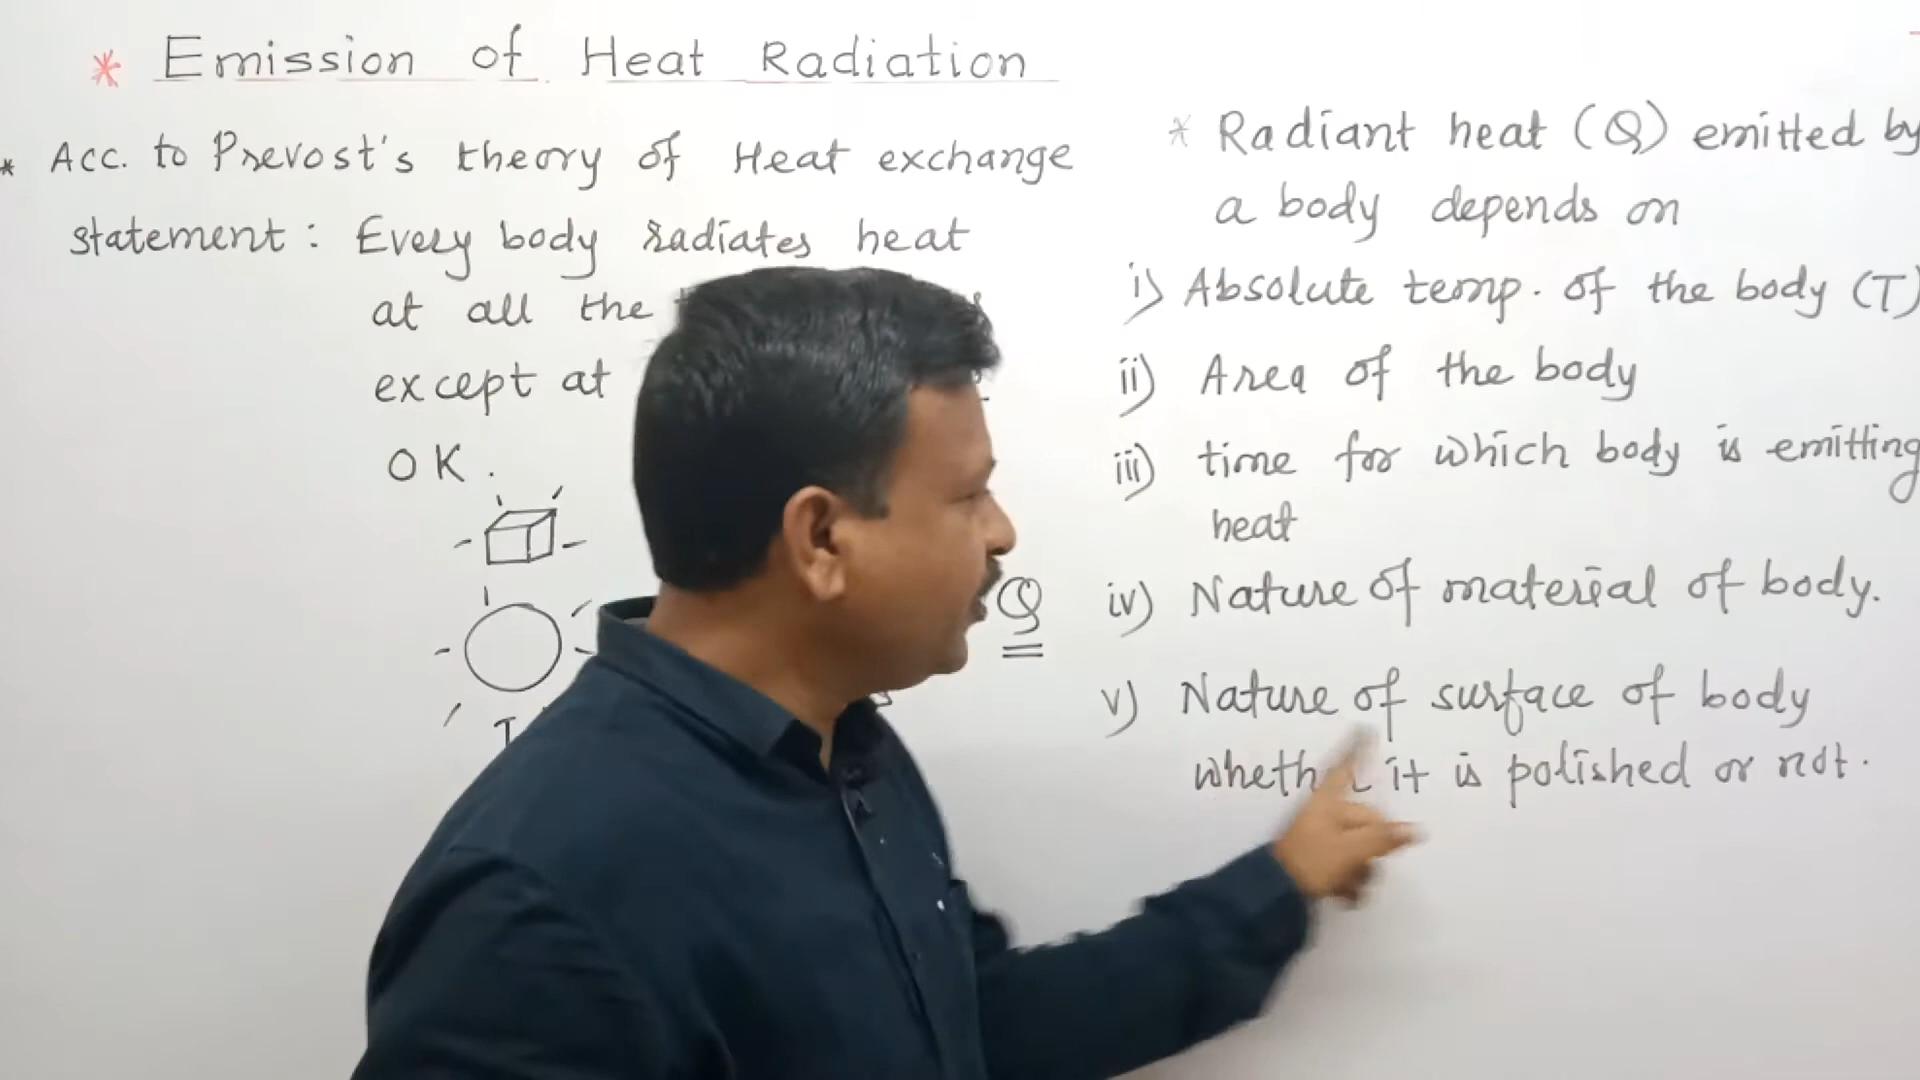 * Emission of Heat Radiation
* Acc. to Prevost's theory of Heat exchange
statement : Every body radiates heat
at all the
except at
OK.
Q
* Radiant heat (Q) emitted by
a body depends on
i) Absolute temp. of the body (T)
ii) Area of the body
iii) time for which body is emitting
heat
iv) Nature of material of body.
v) Nature of surface of body
it is polished or not.